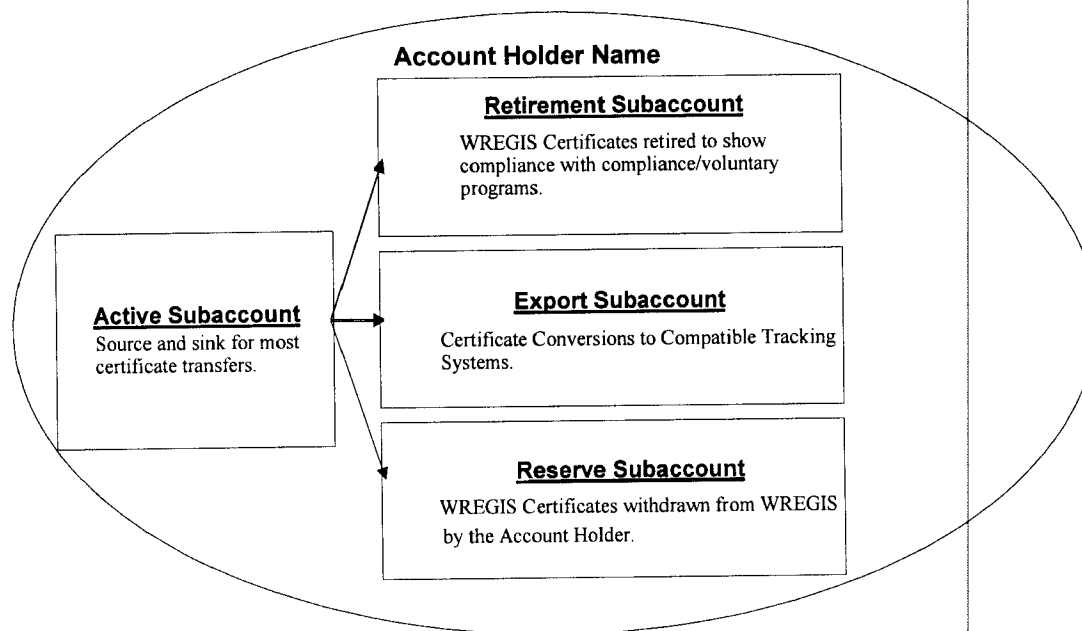 Account Holder Name
Retirement Subaccount
WREGIS Certificates retired to show
compliance with compliance/voluntary
programs.
Active Subaccount
Source and sink for most
certificate transfers.
Export Subaccount
Certificate Conversions to Compatible Tracking
Systems.
Reserve Subaccount
WREGIS Certificates withdrawn from WREGIS
by the Account Holder.